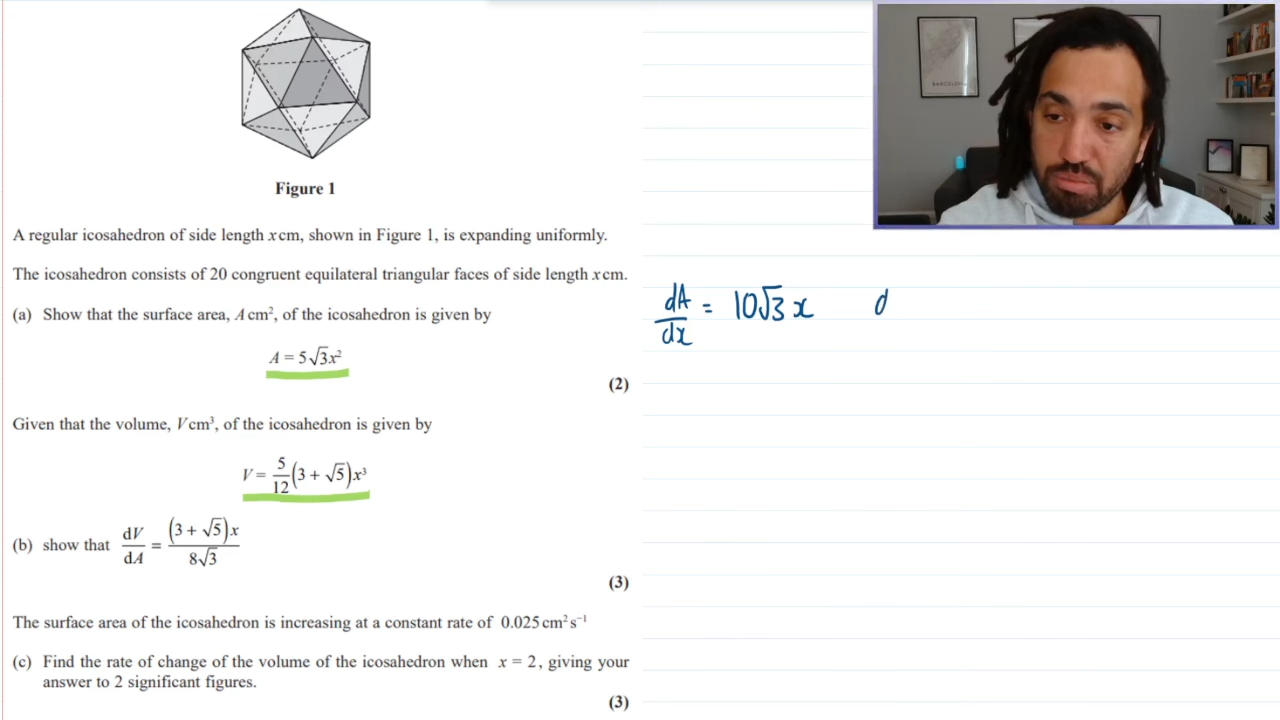 BARCELONA
Figure 1
A regular icosahedron of side length x cm, shown in Figure 1, is expanding uniformly.
The icosahedron consists of 20 congruent equilateral triangular faces of side length x cm.
(a) Show that the surface area, A cm², of the icosahedron is given by
A = 5√3x²
(2)
Given that the volume, V cm³, of the icosahedron is given by
V = 5/12 (3 + √5)x³
(b) show that dV/dA = (3 + √5)x / 8√3
(3)
The surface area of the icosahedron is increasing at a constant rate of 0.025 cm² s⁻¹
(c) Find the rate of change of the volume of the icosahedron when x = 2, giving your
answer to 2 significant figures.
(3)
dA/dx = 10√3 x d